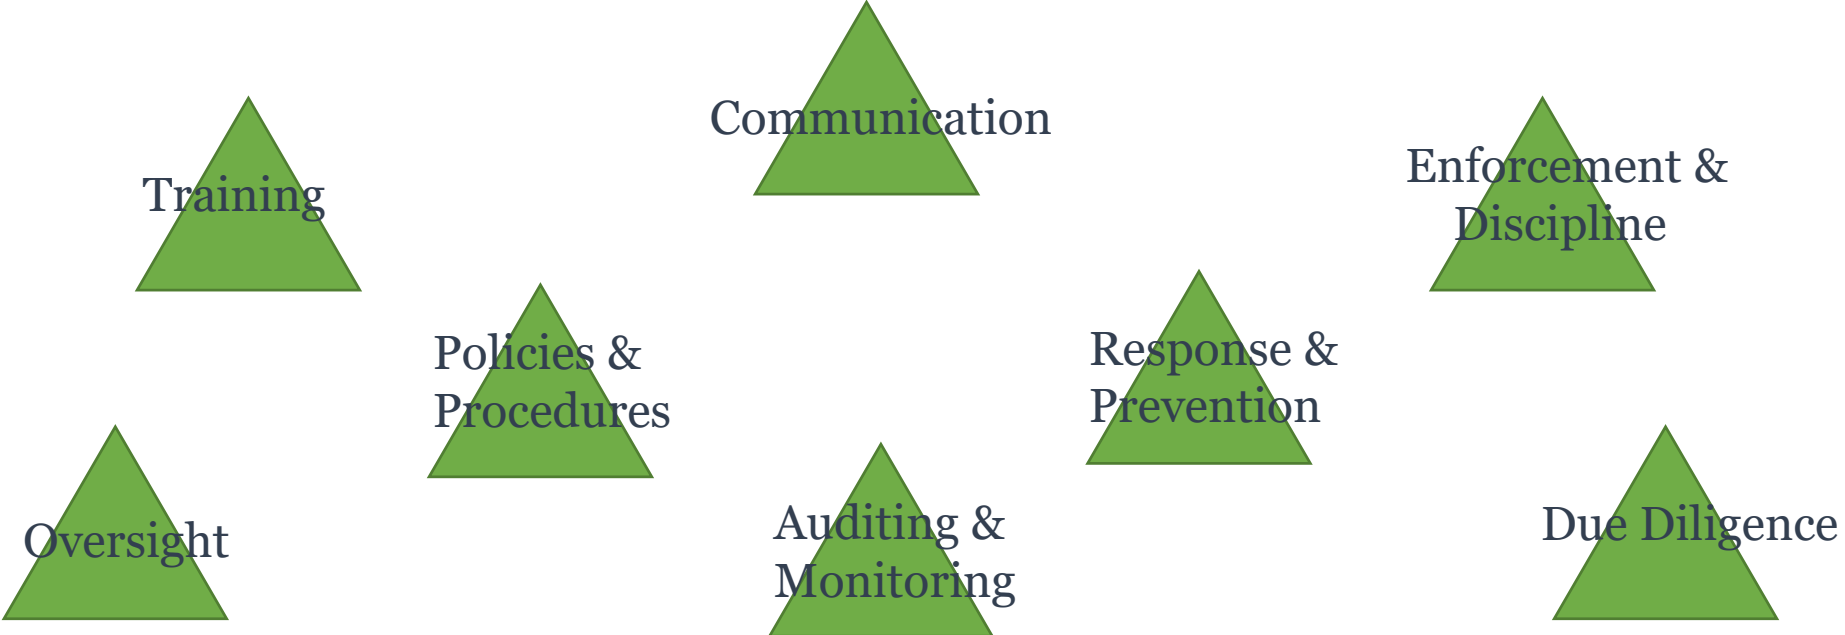 Communication
Training
Enforcement &
Discipline
Policies &
Procedures
Response &
Prevention
Oversight
Auditing &
Monitoring
Due Diligence